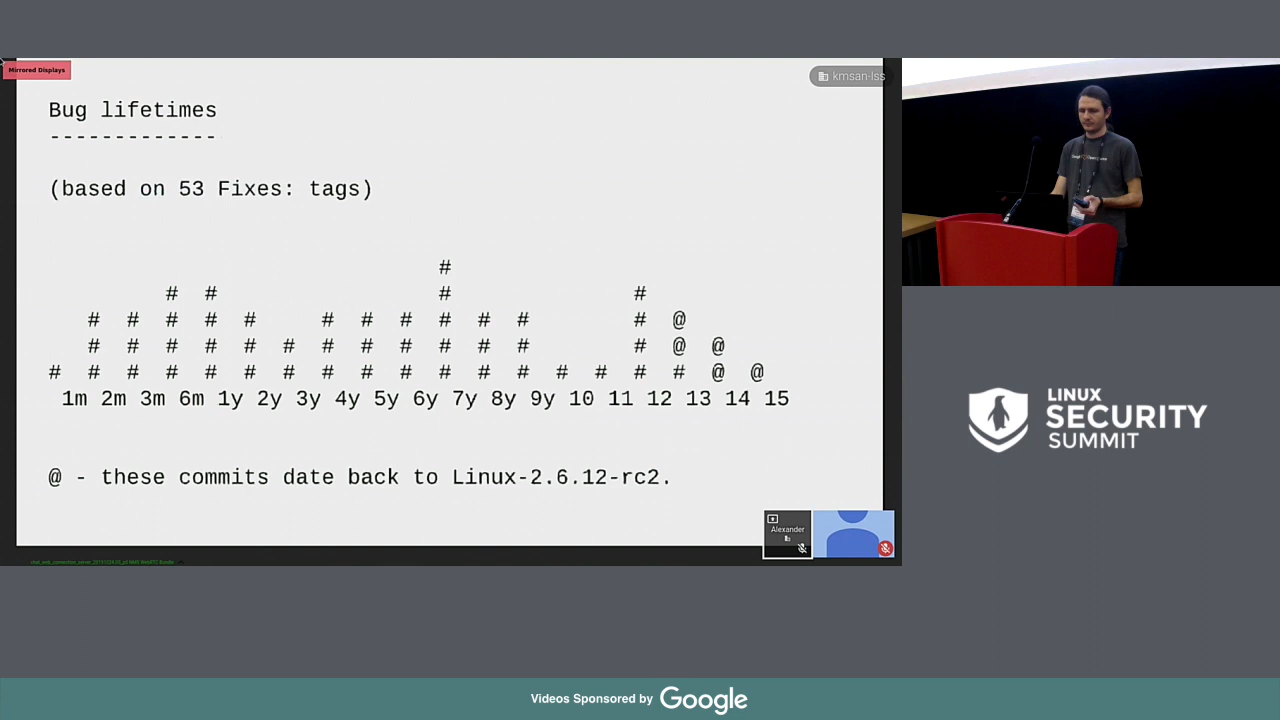 Mirrored Displays
kmsan-lss
Bug lifetimes
-------------
(based on 53 Fixes: tags)
#
# # # #
# # # # # # # # # # # # @
# # # # # # # # # # # # @ @
# # # # # # # # # # # # # # # # # @ @
1m 2m 3m 6m 1y 2y 3y 4y 5y 6y 7y 8y 9y 10 11 12 13 14 15
@ - these commits date back to Linux-2.6.12-rc2.
Alexander
LINUX
SECURITY
SUMMIT
Videos Sponsored by Google